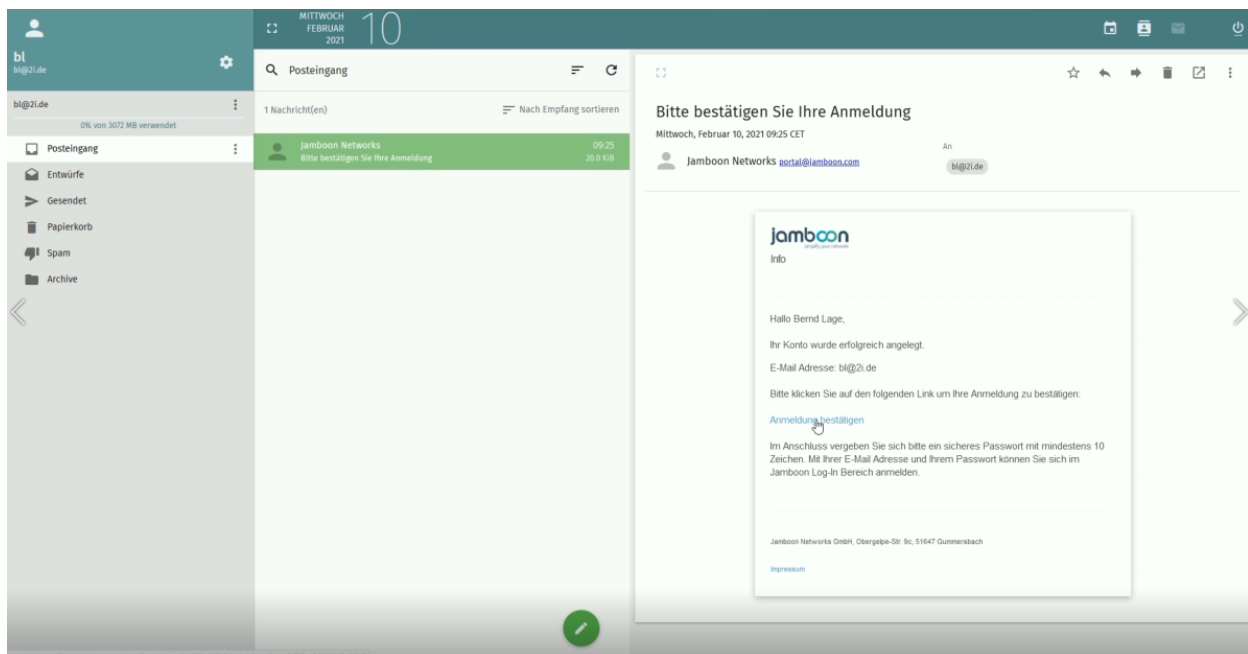 MITTWOCH
FEBRUAR
2021
10
bl
bl@2i.de
bl@2i.de
0% von 3072 MB verwendet
Posteingang
Entwürfe
Gesendet
Papierkorb
Spam
Archive
Posteingang
1 Nachricht(en)
Nach Empfang sortieren
Jamboon Networks 09:25
Bitte bestätigen Sie Ihre Anmeldung 20.0 KiB
Bitte bestätigen Sie Ihre Anmeldung
Mittwoch, Februar 10, 2021 09:25 CET
Jamboon Networks portal@jamboon.com
An
bl@2i.de
jamboon
simplify your network
Info
Hallo Bernd Lage,
Ihr Konto wurde erfolgreich angelegt.
E-Mail Adresse: bl@2i.de
Bitte klicken Sie auf den folgenden Link um Ihre Anmeldung zu bestätigen:
Anmeldung bestätigen
Im Anschluss vergeben Sie sich bitte ein sicheres Passwort mit mindestens 10
Zeichen. Mit Ihrer E-Mail Adresse und Ihrem Passwort können Sie sich im
Jamboon Log-In Bereich anmelden.
Jamboon Networks GmbH, Obergelpe-Str. 9c, 51647 Gummersbach
Impressum